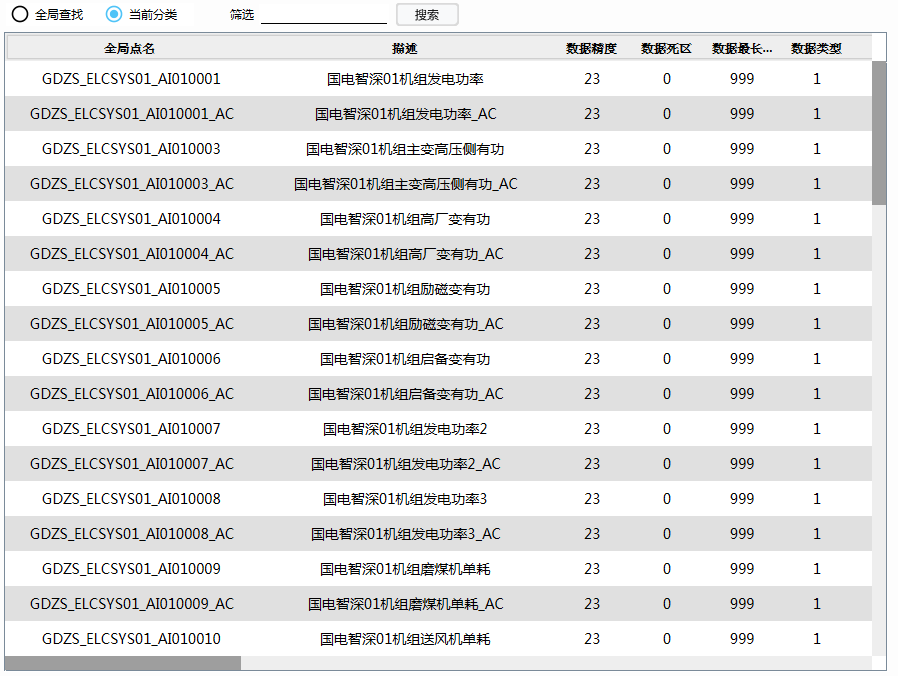 全局查找 当前分类 筛选 搜索
全局点名 描述 数据精度 数据死区 数据最长... 数据类型
GDZS_ELCSYS01_AI010001 国电智深01机组发电功率 23 0 999 1
GDZS_ELCSYS01_AI010001_AC 国电智深01机组发电功率_AC 23 0 999 1
GDZS_ELCSYS01_AI010003 国电智深01机组主变高压侧有功 23 0 999 1
GDZS_ELCSYS01_AI010003_AC 国电智深01机组主变高压侧有功_AC 23 0 999 1
GDZS_ELCSYS01_AI010004 国电智深01机组高厂变有功 23 0 999 1
GDZS_ELCSYS01_AI010004_AC 国电智深01机组高厂变有功_AC 23 0 999 1
GDZS_ELCSYS01_AI010005 国电智深01机组励磁变有功 23 0 999 1
GDZS_ELCSYS01_AI010005_AC 国电智深01机组励磁变有功_AC 23 0 999 1
GDZS_ELCSYS01_AI010006 国电智深01机组启备变有功 23 0 999 1
GDZS_ELCSYS01_AI010006_AC 国电智深01机组启备变有功_AC 23 0 999 1
GDZS_ELCSYS01_AI010007 国电智深01机组发电功率2 23 0 999 1
GDZS_ELCSYS01_AI010007_AC 国电智深01机组发电功率2_AC 23 0 999 1
GDZS_ELCSYS01_AI010008 国电智深01机组发电功率3 23 0 999 1
GDZS_ELCSYS01_AI010008_AC 国电智深01机组发电功率3_AC 23 0 999 1
GDZS_ELCSYS01_AI010009 国电智深01机组磨煤机单耗 23 0 999 1
GDZS_ELCSYS01_AI010009_AC 国电智深01机组磨煤机单耗_AC 23 0 999 1
GDZS_ELCSYS01_AI010010 国电智深01机组送风机单耗 23 0 999 1